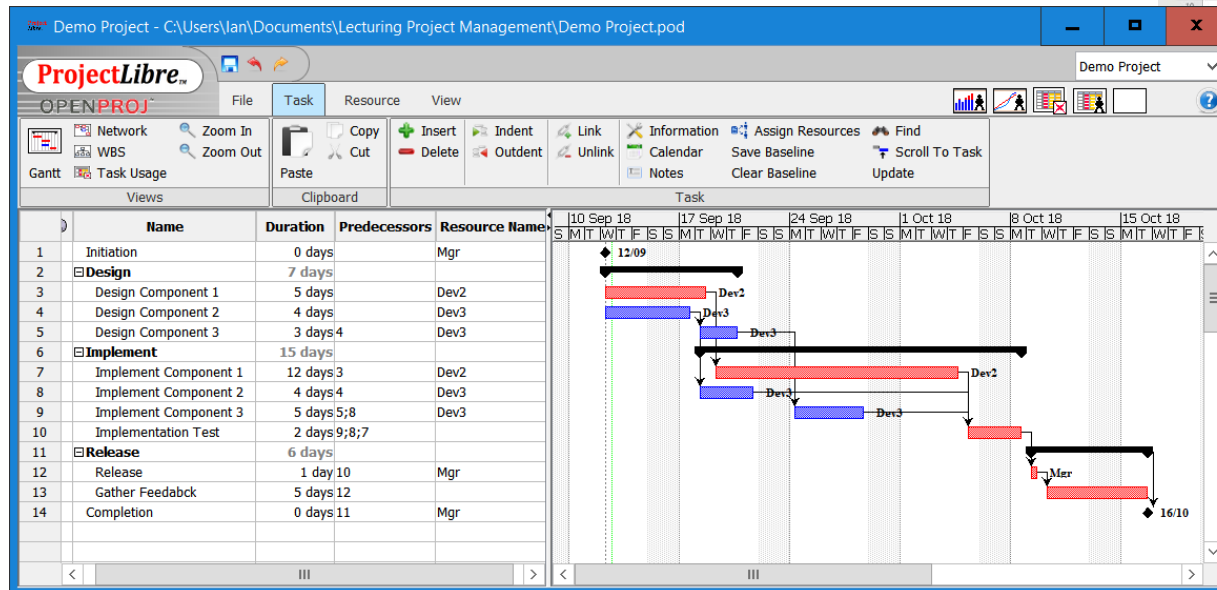 Demo Project - C:\Users\Ian\Documents\Lecturing Project Management\Demo Project.pod
ProjectLibre™
OPENPROJ
Demo Project
File Task Resource View
Gantt
Network
WBS
Task Usage
Zoom In
Zoom Out
Views
Paste
Copy
Cut
Clipboard
Insert
Delete
Indent
Outdent
Link
Unlink
Information
Calendar
Notes
Assign Resources
Save Baseline
Clear Baseline
Find
Scroll To Task
Update
Task
Name Duration Predecessors Resource Name
1 Initiation 0 days Mgr
2 Design 7 days
3 Design Component 1 5 days Dev2
4 Design Component 2 4 days Dev3
5 Design Component 3 3 days 4 Dev3
6 Implement 15 days
7 Implement Component 1 12 days 3 Dev2
8 Implement Component 2 4 days 4 Dev3
9 Implement Component 3 5 days 5;8 Dev3
10 Implementation Test 2 days 9;8;7
11 Release 6 days
12 Release 1 day 10 Mgr
13 Gather Feedabck 5 days 12
14 Completion 0 days 11 Mgr
10 Sep 18 17 Sep 18 24 Sep 18 1 Oct 18 8 Oct 18 15 Oct 18
S M T W T F S S M T W T F S S M T W T F S S M T W T F S S M T W T F S S M T W T F S
12/09
Dev2
Dev3
Dev3
Dev2
Dev3
Dev3
Mgr
16/10